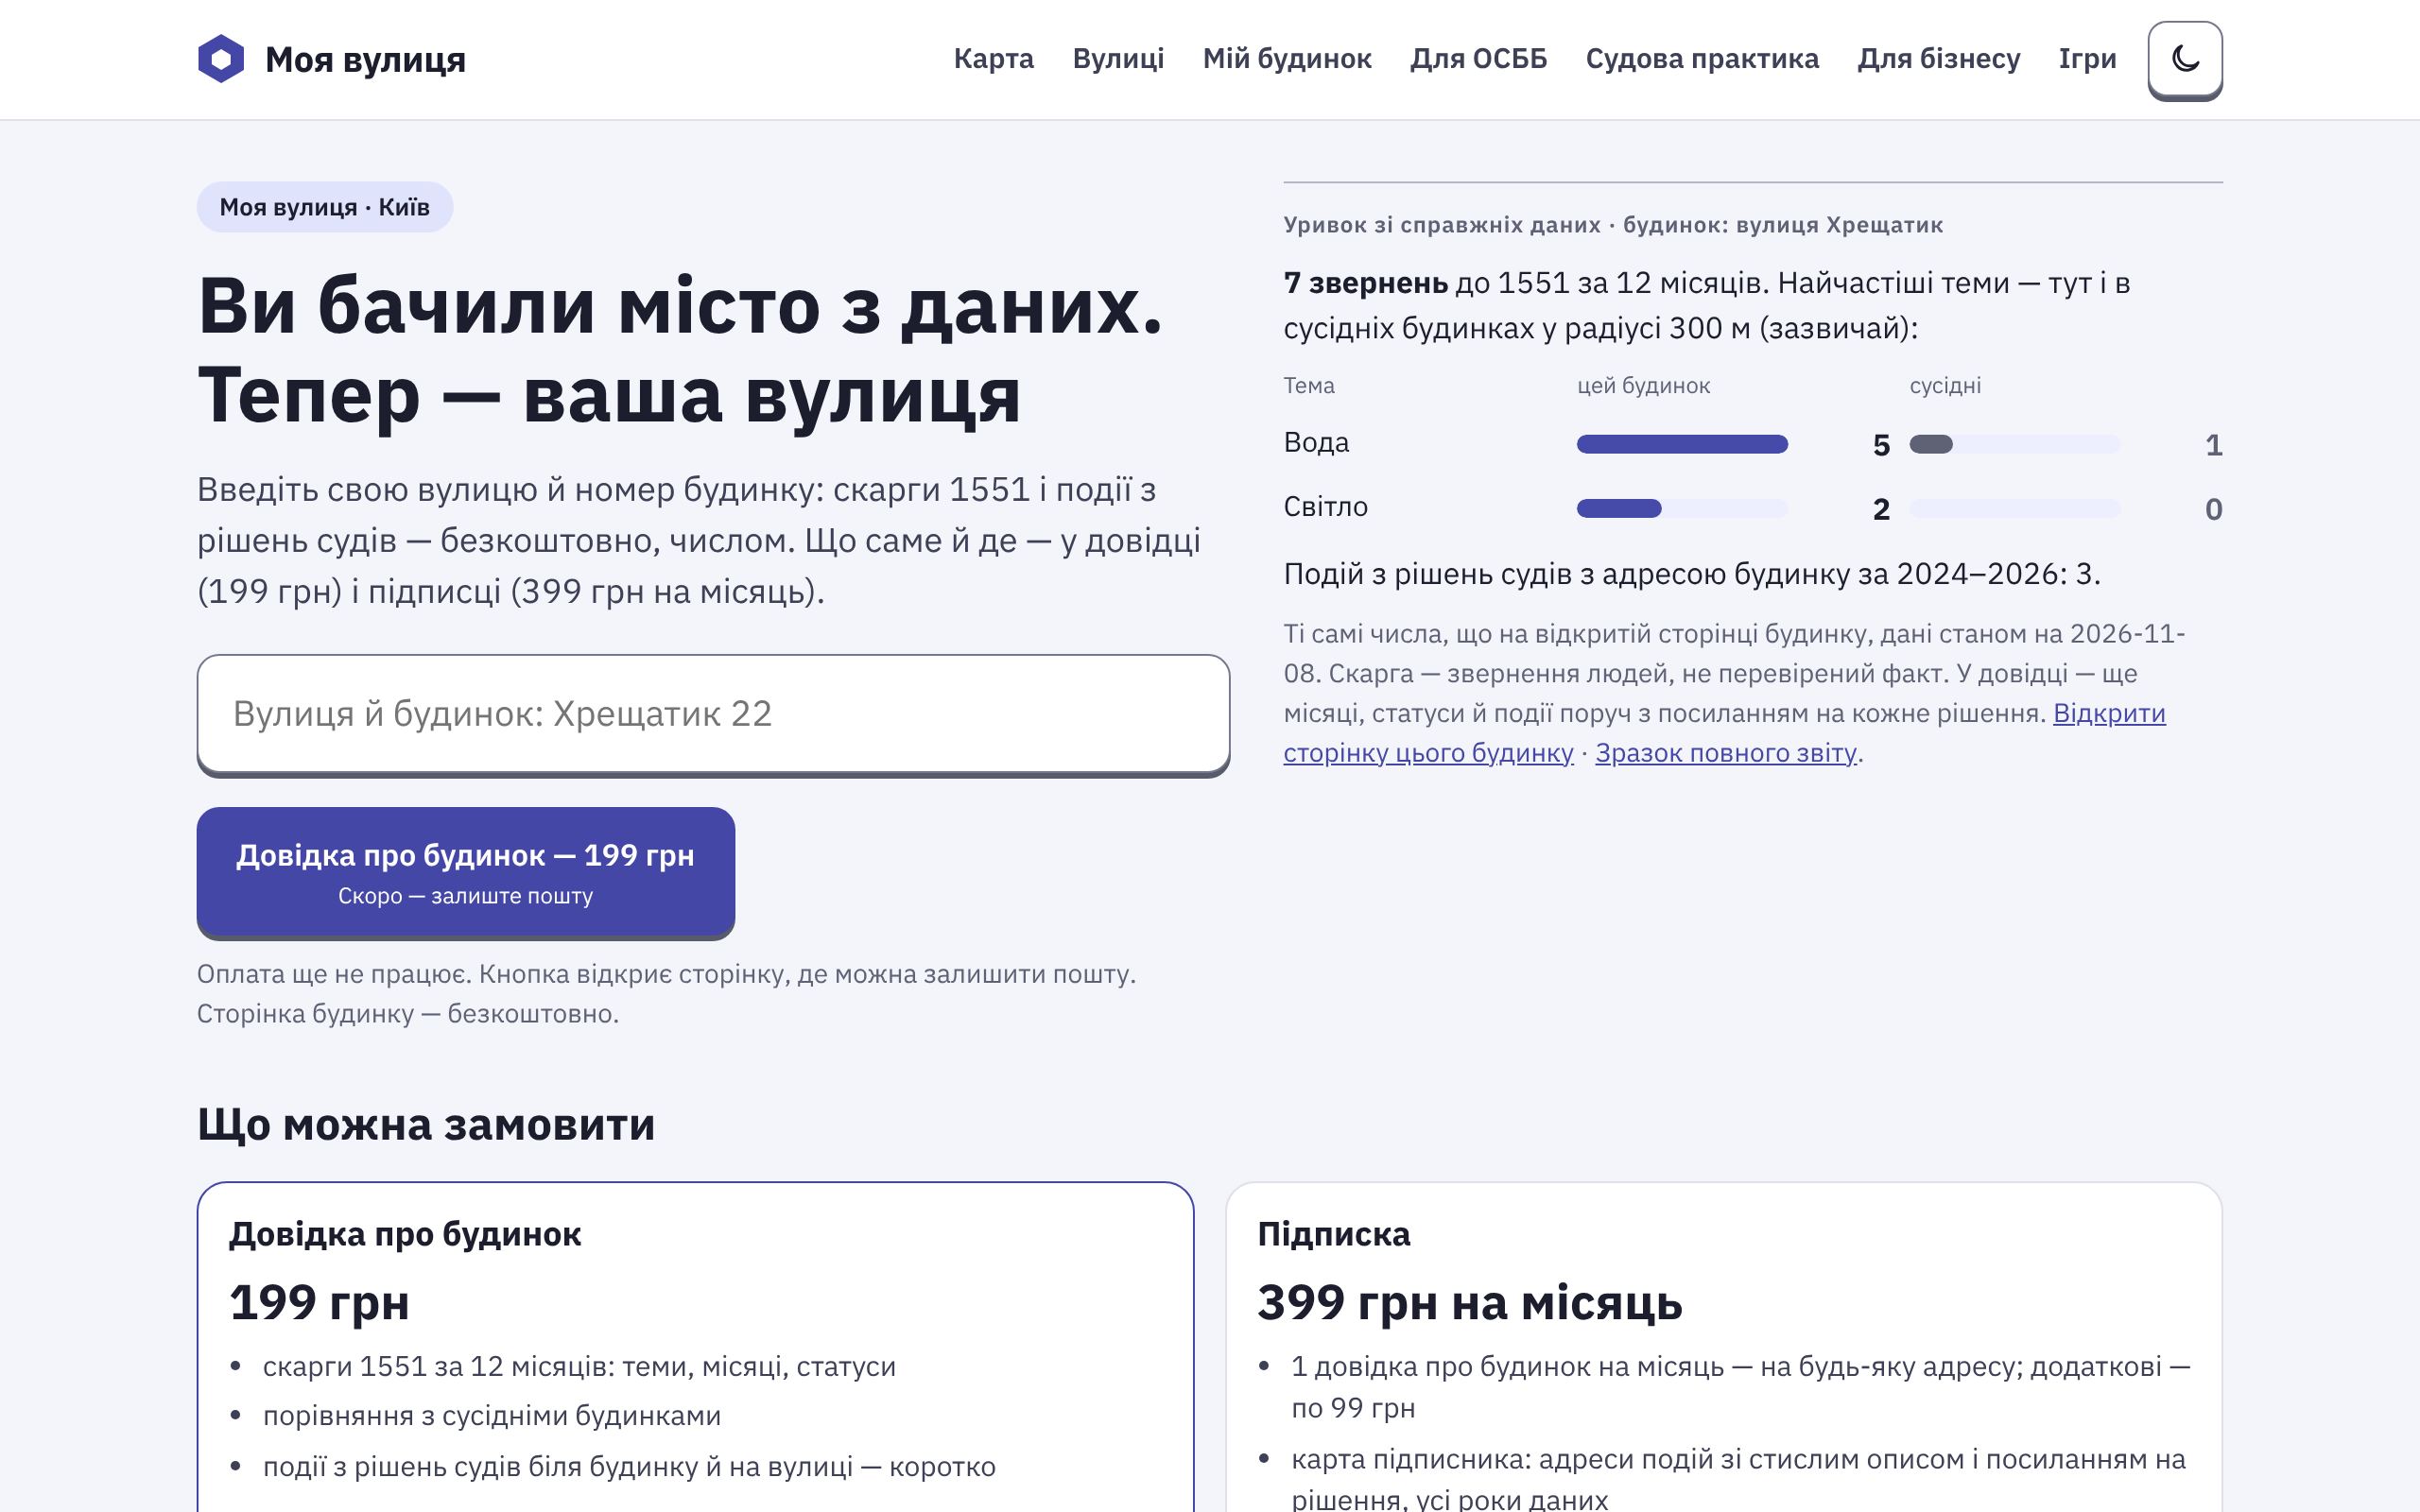 Моя вулиця
Карта Вулиці Мій будинок Для ОСББ Судова практика Для бізнесу Ігри
Моя вулиця · Київ
Ви бачили місто з даних.
Тепер — ваша вулиця
Введіть свою вулицю й номер будинку: скарги 1551 і події з
рішень судів — безкоштовно, числом. Що саме й де — у довідці
(199 грн) і підписці (399 грн на місяць).
Вулиця й будинок: Хрещатик 22
Довідка про будинок — 199 грн
Скоро — залиште пошту
Оплата ще не працює. Кнопка відкриє сторінку, де можна залишити пошту.
Сторінка будинку — безкоштовно.
Уривок зі справжніх даних · будинок: вулиця Хрещатик
7 звернень до 1551 за 12 місяців. Найчастіші теми — тут і в
сусідніх будинках у радіусі 300 м (зазвичай):
Тема цей будинок сусідні
Вода 5 1
Світло 2 0
Подій з рішень судів з адресою будинку за 2024–2026: 3.
Ті самі числа, що на відкритій сторінці будинку, дані станом на 2026-11-
08. Скарга — звернення людей, не перевірений факт. У довідці — ще
місяці, статуси й події поруч з посиланням на кожне рішення. Відкрити
сторінку цього будинку · Зразок повного звіту.
Що можна замовити
Довідка про будинок
199 грн
• скарги 1551 за 12 місяців: теми, місяці, статуси
• порівняння з сусідніми будинками
• події з рішень судів біля будинку й на вулиці — коротко
Підписка
399 грн на місяць
• 1 довідка про будинок на місяць — на будь-яку адресу; додаткові —
по 99 грн
• карта підписника: адреси подій зі стислим описом і посиланням на
рішення, усі роки даних